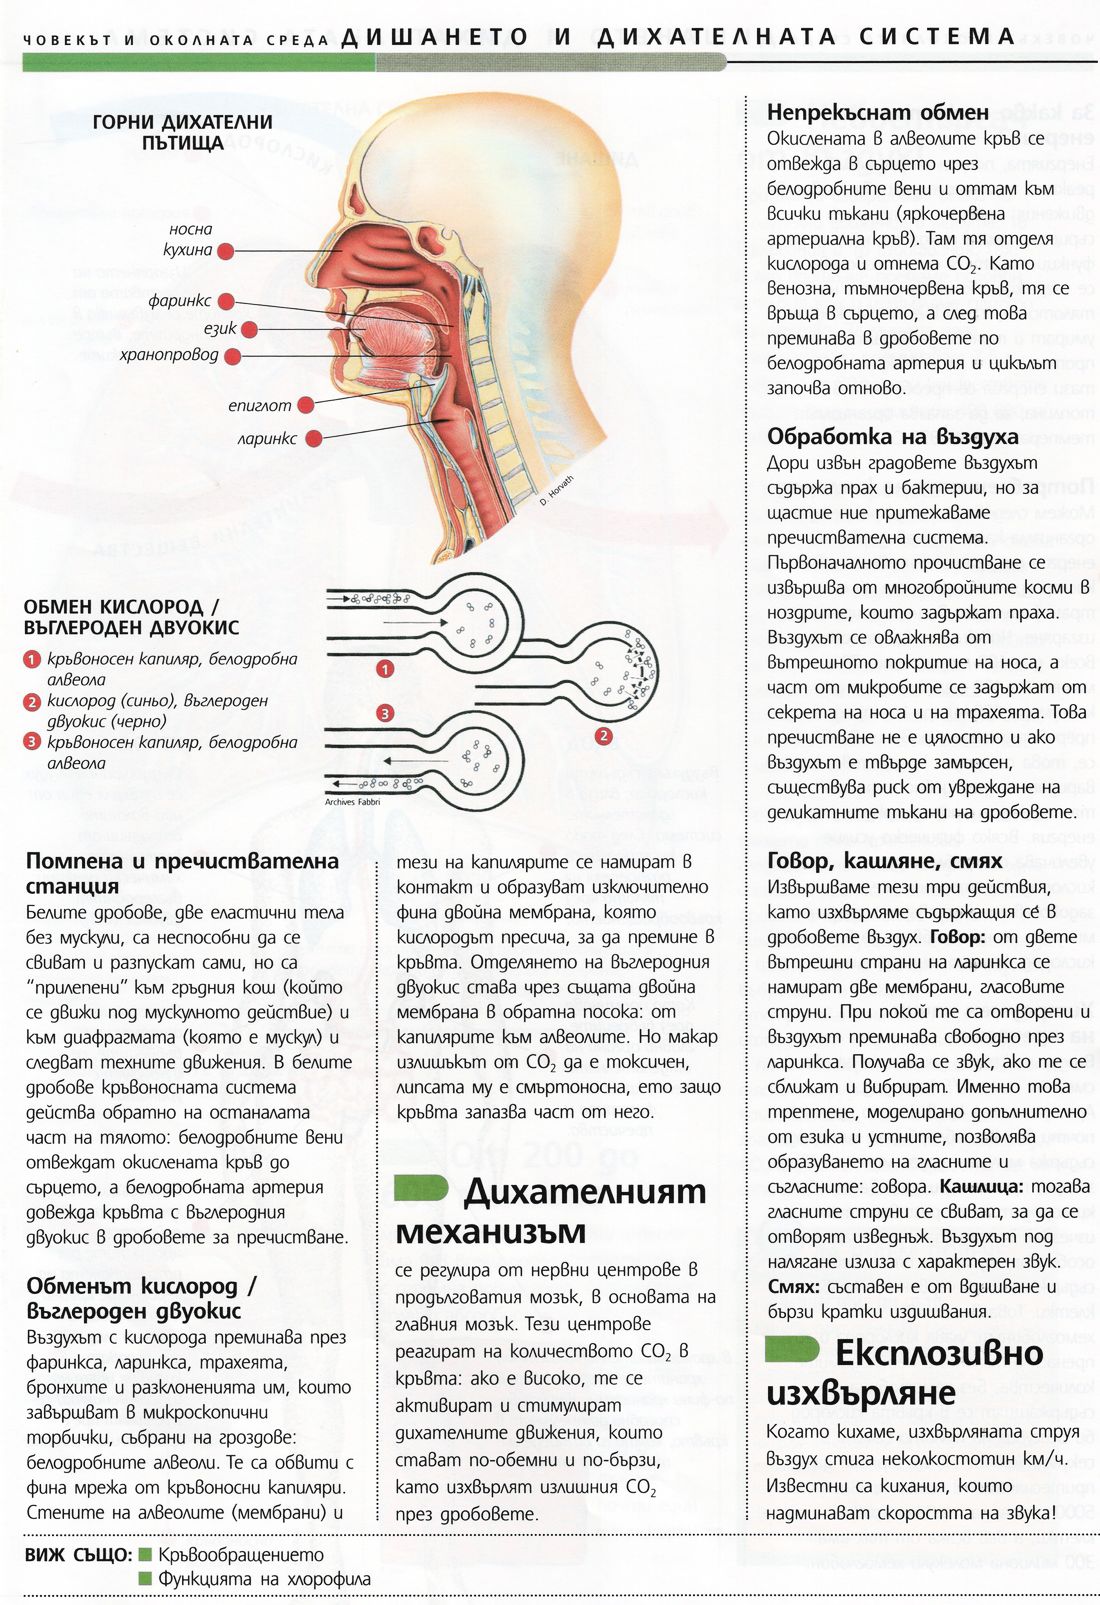 ЧОВЕКЪТ И ОКОЛНАТА СРЕДА ДИШАНЕТО И ДИХАТЕЛНАТА СИСТЕМА
ГОРНИ ДИХАТЕЛНИ
ПЪТИЩА
носна
кухина
фаринкс
език
хранопровод
епиглот
ларинкс
D. Horvath
ОБМЕН КИСЛОРОД /
ВЪГЛЕРОДЕН ДВУОКИС
1 кръвоносен капиляр, белодробна
алвеола
2 кислород (синьо), въглероден
двуокис (черно)
3 кръвоносен капиляр, белодробна
алвеола
1
2
3
Archives Fabbri
Помпена и пречиствателна
станция
Белите дробове, две еластични тела
без мускули, са неспособни да се
свиват и разпускат сами, но са
"прилепени" към гръдния кош (който
се движи под мускулното действие) и
към диафрагмата (която е мускул) и
следват техните движения. В белите
дробове кръвоносната система
действа обратно на останалата
част на тялото: белодробните вени
отвеждат окислената кръв до
сърцето, а белодробната артерия
довежда кръвта с въглеродния
двуокис в дробовете за пречистване.
Обменът кислород /
въглероден двуокис
Въздухът с кислорода преминава през
фаринкса, ларинкса, трахеята,
бронхите и разклоненията им, които
завършват в микроскопични
торбички, събрани на гроздове:
белодробните алвеоли. Те са обвити с
фина мрежа от кръвоносни капиляри.
Стените на алвеолите (мембрани) и
тези на капилярите се намират в
контакт и образуват изключително
фина двойна мембрана, която
кислородът пресича, за да премине в
кръвта. Отделянето на въглеродния
двуокис става чрез същата двойна
мембрана в обратна посока: от
капилярите към алвеолите. Но макар
излишъкът от CO₂ да е токсичен,
липсата му е смъртоносна, ето защо
кръвта запазва част от него.
Дихателният
механизъм
се регулира от нервни центрове в
продълговатия мозък, в основата на
главния мозък. Тези центрове
реагират на количеството CO₂ в
кръвта: ако е високо, те се
активират и стимулират
дихателните движения, които
стават по-обемни и по-бързи,
като изхвърлят излишния CO₂
през дробовете.
Непрекъснат обмен
Окислената в алвеолите кръв се
отвежда в сърцето чрез
белодробните вени и оттам към
всички тъкани (яркочервена
артериална кръв). Там тя отделя
кислорода и отнема CO₂. Като
венозна, тъмночервена кръв, тя се
връща в сърцето, а след това
преминава в дробовете по
белодробната артерия и цикълът
започва отново.
Обработка на въздуха
Дори извън градовете въздухът
съдържа прах и бактерии, но за
щастие ние притежаваме
пречиствателна система.
Първоначалното прочистване се
извършва от многобройните косми в
ноздрите, които задържат праха.
Въздухът се овлажнява от
вътрешното покритие на носа, а
част от микробите се задържат от
секрета на носа и на трахеята. Това
пречистване не е цялостно и ако
въздухът е твърде замърсен,
съществува риск от увреждане на
деликатните тъкани на дробовете.
Говор, кашляне, смях
Извършваме тези три действия,
като изхвърляме съдържащия сѐ в
дробовете въздух. Говор: от двете
вътрешни страни на ларинкса се
намират две мембрани, гласовите
струни. При покой те са отворени и
въздухът преминава свободно през
ларинкса. Получава се звук, ако те се
сближат и вибрират. Именно това
трептене, моделирано допълнително
от езика и устните, позволява
образуването на гласните и
съгласните: говора. Кашлица: тогава
гласните струни се свиват, за да се
отворят изведнъж. Въздухът под
налягане излиза с характерен звук.
Смях: съставен е от вдишване и
бързи кратки издишвания.
Експлозивно
изхвърляне
Когато кихаме, изхвърляната струя
въздух стига неколкостотин км/ч.
Известни са кихания, които
надминават скоростта на звука!
ВИЖ СЪЩО: Кръвообращението
Функцията на хлорофила